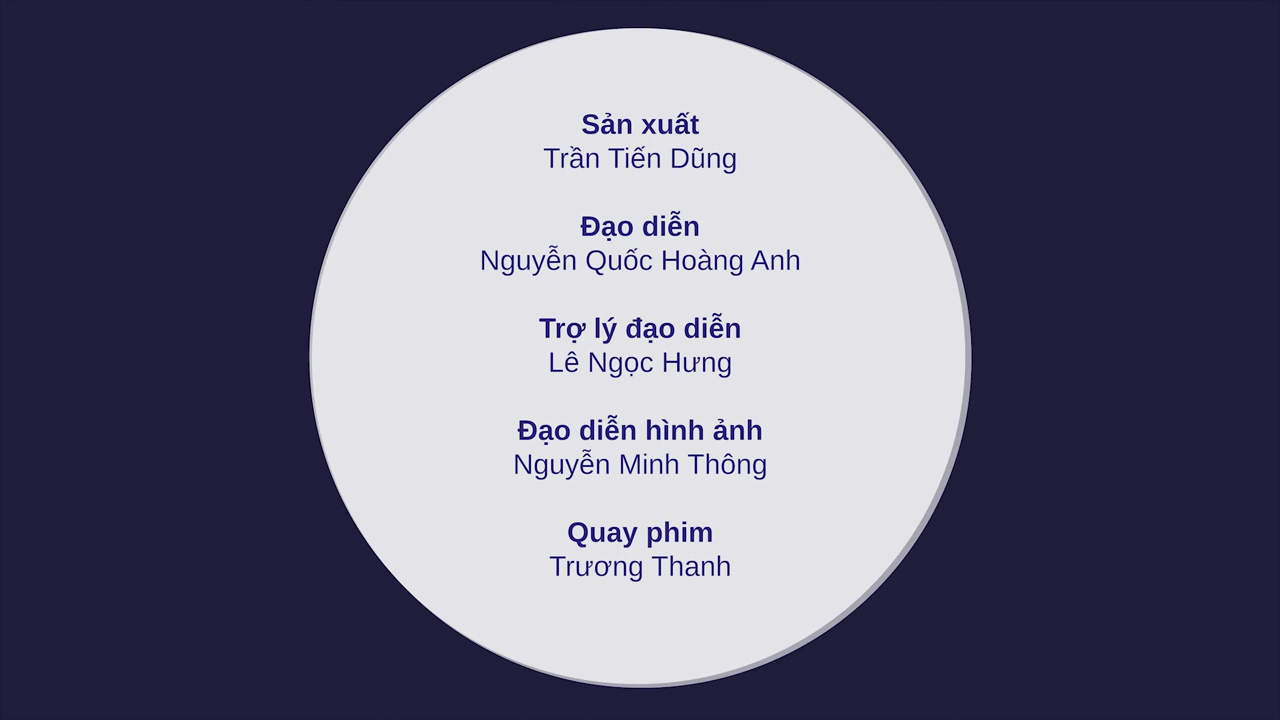 Sản xuất
Trần Tiến Dũng
Đạo diễn
Nguyễn Quốc Hoàng Anh
Trợ lý đạo diễn
Lê Ngọc Hưng
Đạo diễn hình ảnh
Nguyễn Minh Thông
Quay phim
Trương Thanh